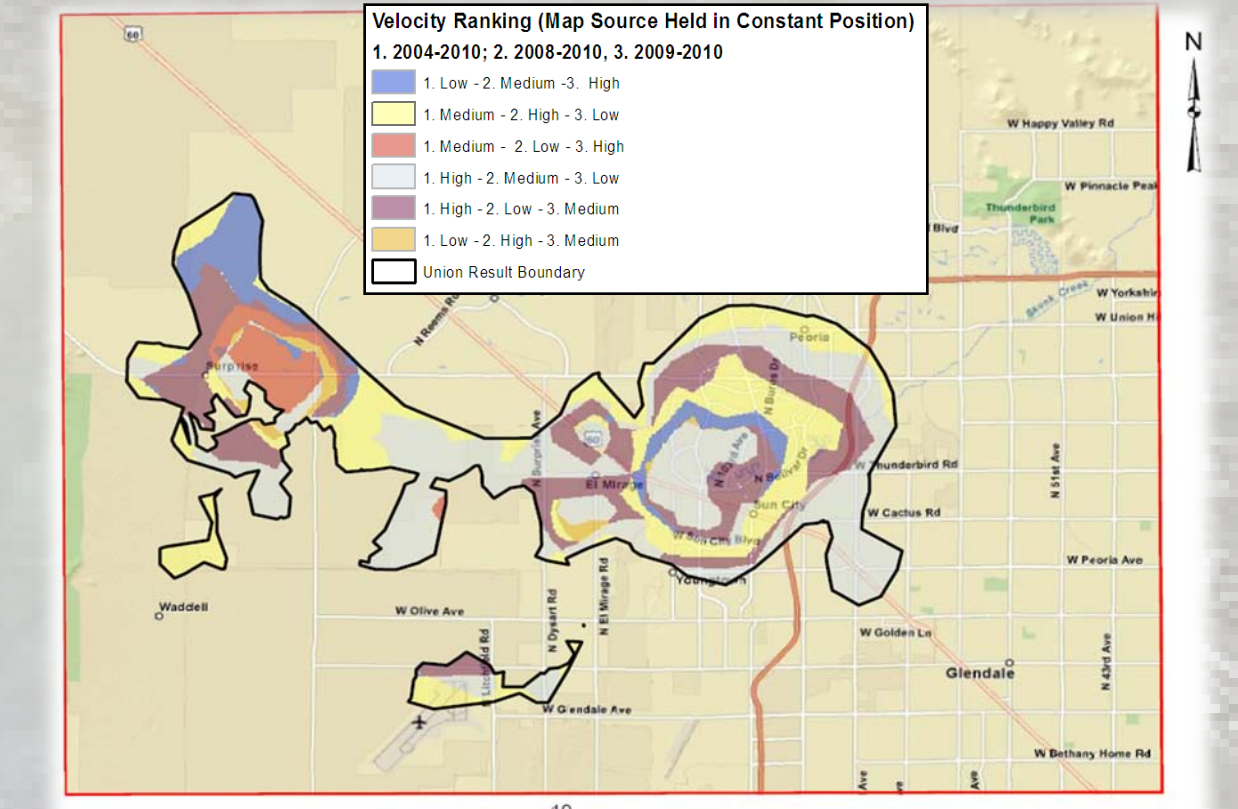 Velocity Ranking (Map Source Held in Constant Position)
1. 2004-2010; 2. 2008-2010, 3. 2009-2010
1. Low - 2. Medium -3. High
1. Medium - 2. High - 3. Low
1. Medium - 2. Low - 3. High
1. High - 2. Medium - 3. Low
1. High - 2. Low - 3. Medium
1. Low - 2. High - 3. Medium
Union Result Boundary
60
N
W Happy Valley Rd
W Pinnacle Peak
Thunderbird
Park
Blvd
Skunk Creek
W Yorkshire
W Union Hi
N Reems Rd
Peoria
Surprise
N Burns Dr
N Surprise Ave
60
N 103rd Ave
N 51st Ave
W Thunderbird Rd
N Bolivar Dr
El Mirage
Sun City
W Cactus Rd
W Sun City Blvd
W Peoria Ave
Youngtown
Waddell
W Olive Ave
N Dysart Rd
N El Mirage Rd
W Golden Ln
N Litchfield Rd
Glendale
N 43rd Ave
W Glendale Ave
W Bethany Home Rd
Ave
Ave